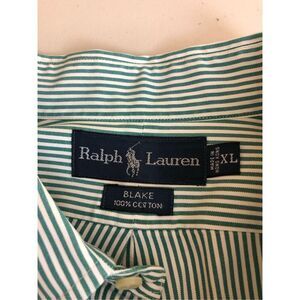 Ralph Lauren
XL
BLAKE
100% COTTON